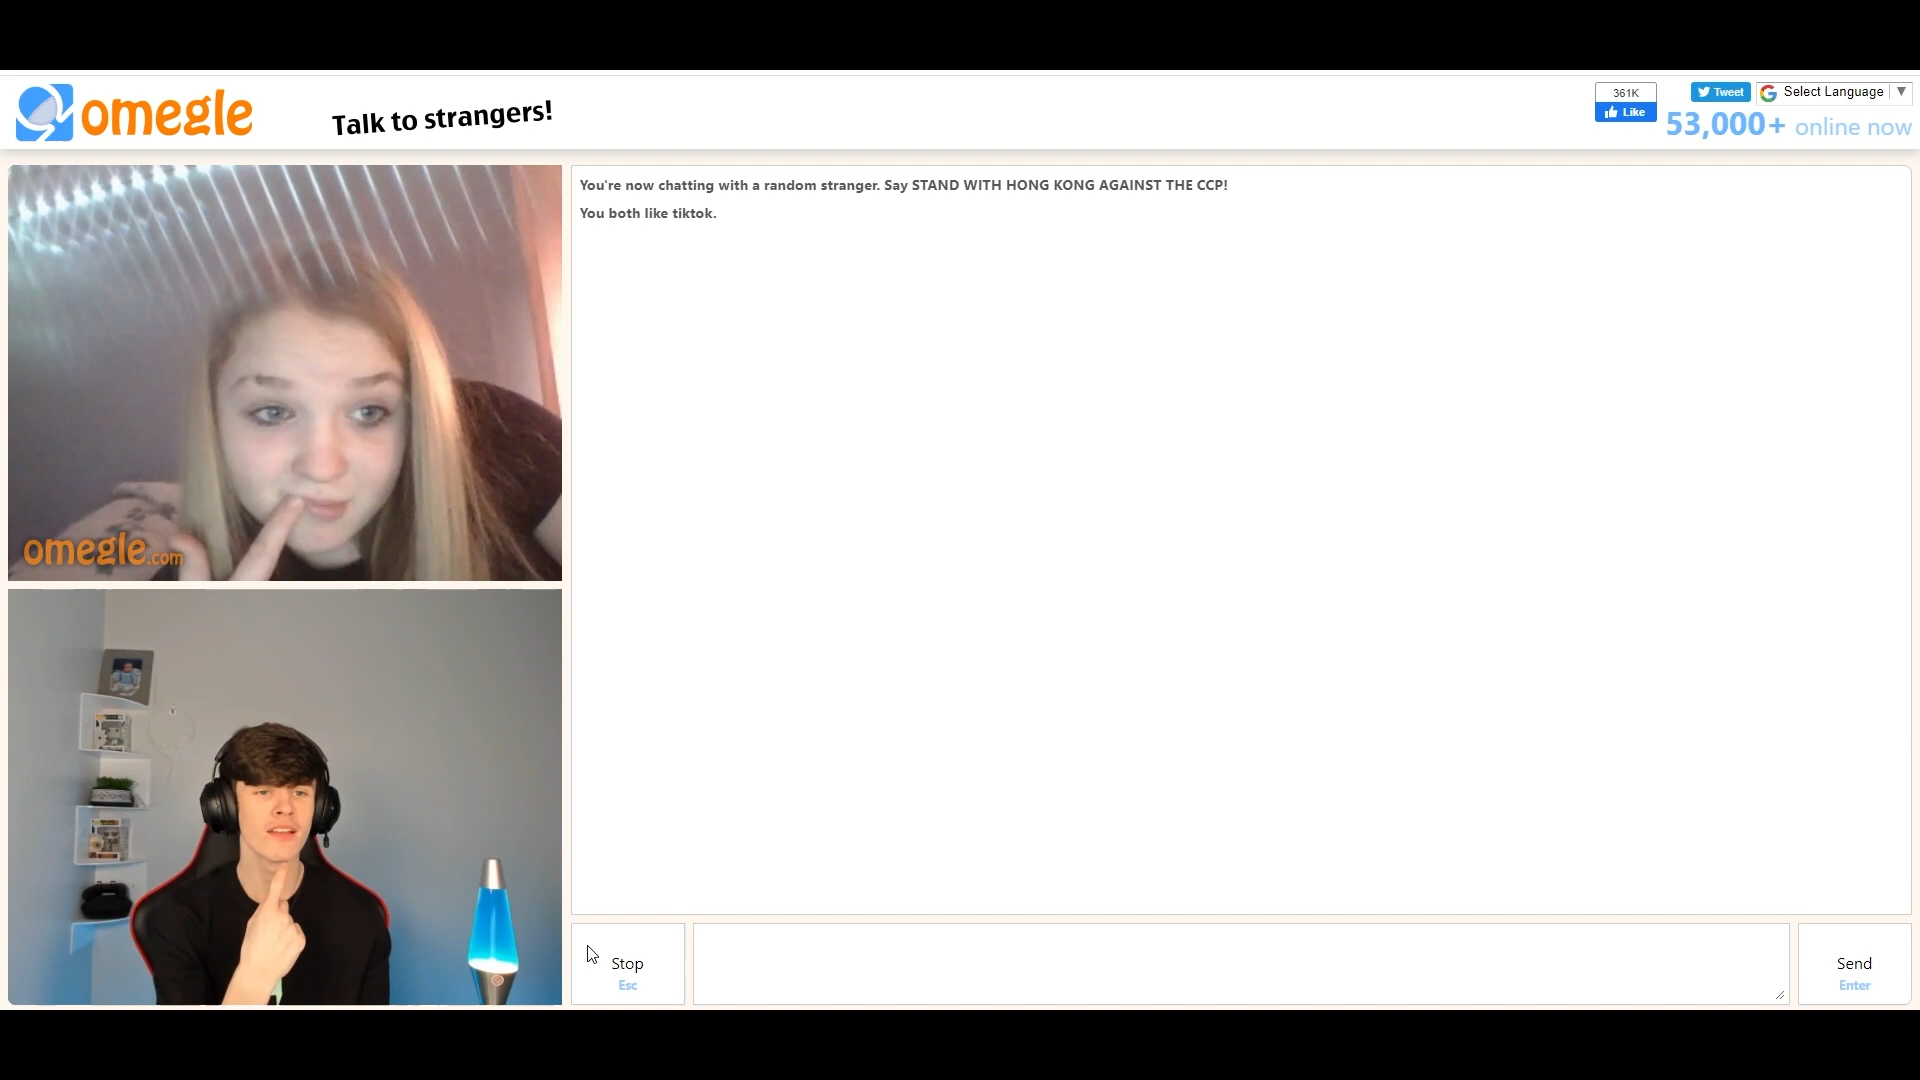 omegle
Talk to strangers!
361K
Like
Tweet
Select Language
53,000+ online now
You're now chatting with a random stranger. Say STAND WITH HONG KONG AGAINST THE CCP!
You both like tiktok.
omegle.com
Stop
Esc
Send
Enter